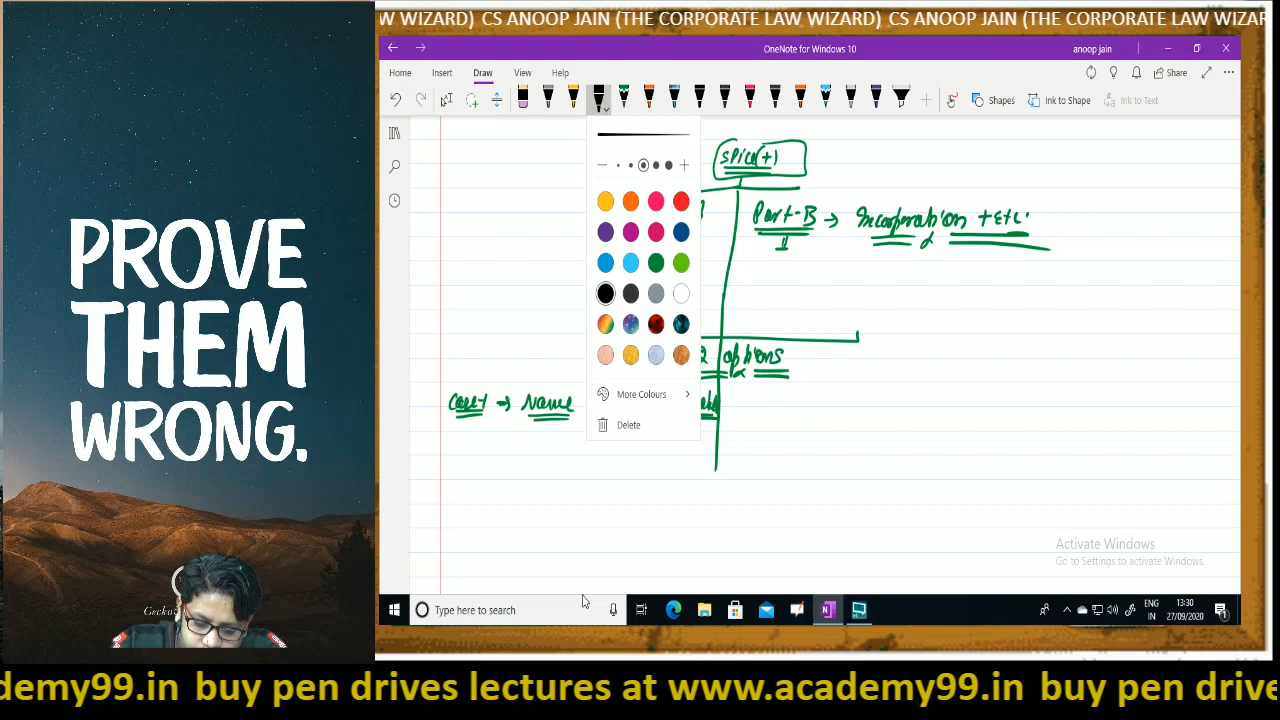 W WIZARD) CS ANOOP JAIN (THE CORPORATE LAW WIZARD) CS ANOOP JAIN (THE CORPORATE LAW WIZAR
OneNote for Windows 10
anoop jain
Home Insert Draw View Help
Share
Shapes Ink to Shape Ink to Text
Spice(+)
Part-B → Incorporation + Etc.
II
2 options
Case-1 → Name
More Colours
Delete
PROVE
THEM
WRONG.
Activate Windows
Go to Settings to activate Windows.
Type here to search
ENG
IN
13:30
27/09/2020
1
demy99.in buy pen drives lectures at www.academy99.in buy pen drive